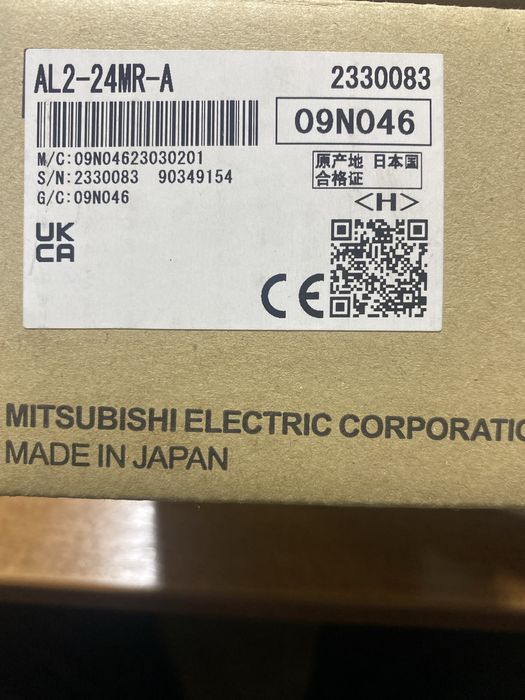 AL2-24MR-A 2330083
09N046
M/C:09N04623030201
S/N:2330083 90349154
G/C:09N046
原产地 日本国
合格证
<H>
UK
CA
CE
MITSUBISHI ELECTRIC CORPORATIO
MADE IN JAPAN